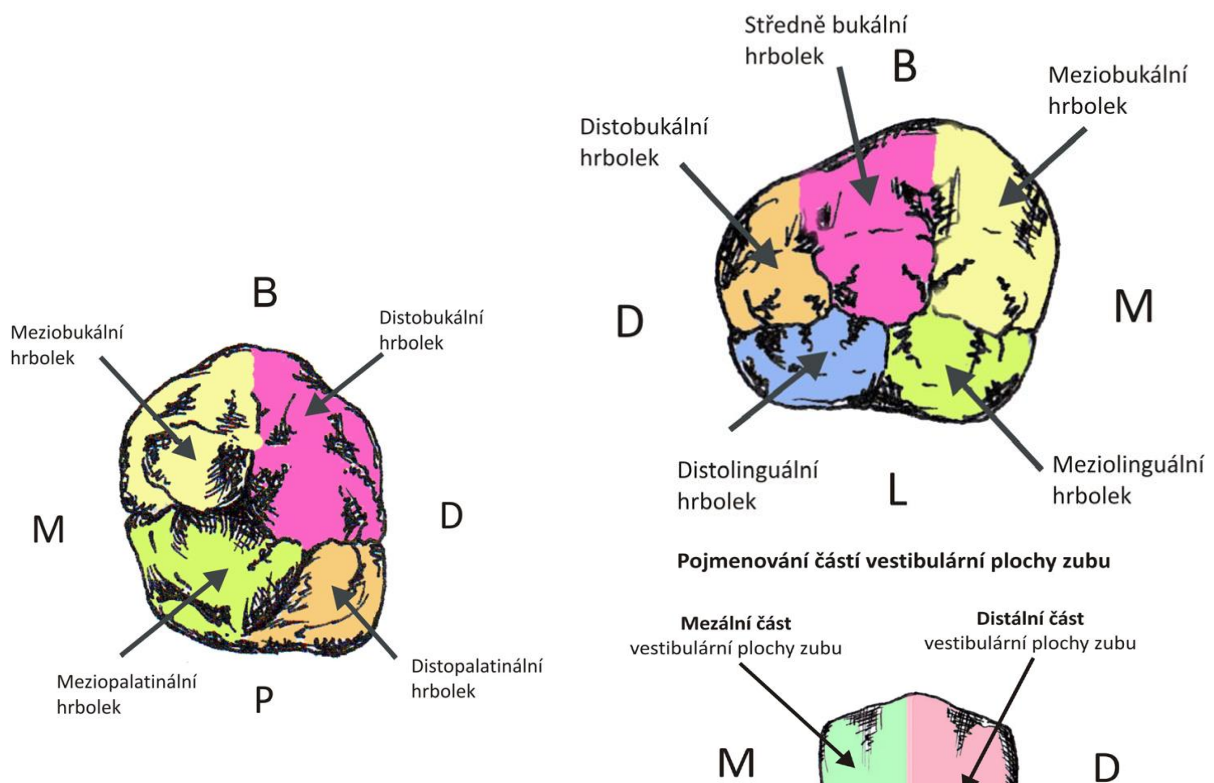 B
Meziobukální
hrbolek
Distobukální
hrbolek
M
D
Meziopalatinální
hrbolek
Distopalatinální
hrbolek
P
Středně bukální
hrbolek
B
Meziobukální
hrbolek
Distobukální
hrbolek
D
M
Distolinguální
hrbolek
L
Meziolinguální
hrbolek
Pojmenování částí vestibulární plochy zubu
Mezální část
vestibulární plochy zubu
Distální část
vestibulární plochy zubu
M
D